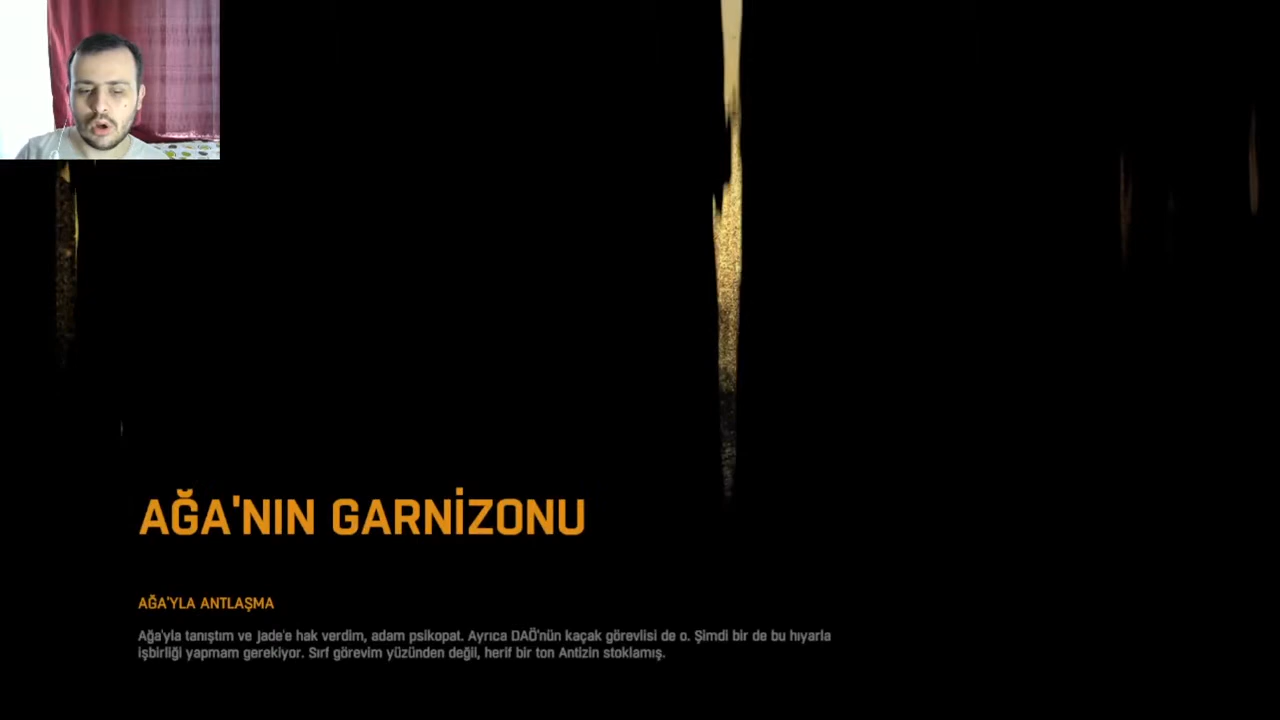 AĞA'NIN GARNİZONU
AĞA'YLA ANTLAŞMA
Ağa'yla tanıştım ve Jade'e hak verdim, adam psikopat. Ayrıca DAÖ'nün kaçak görevlisi de o. Şimdi bir de bu hıyarla
işbirliği yapmam gerekiyor. Sırf görevim yüzünden değil, herif bir ton Antizin stoklamış.